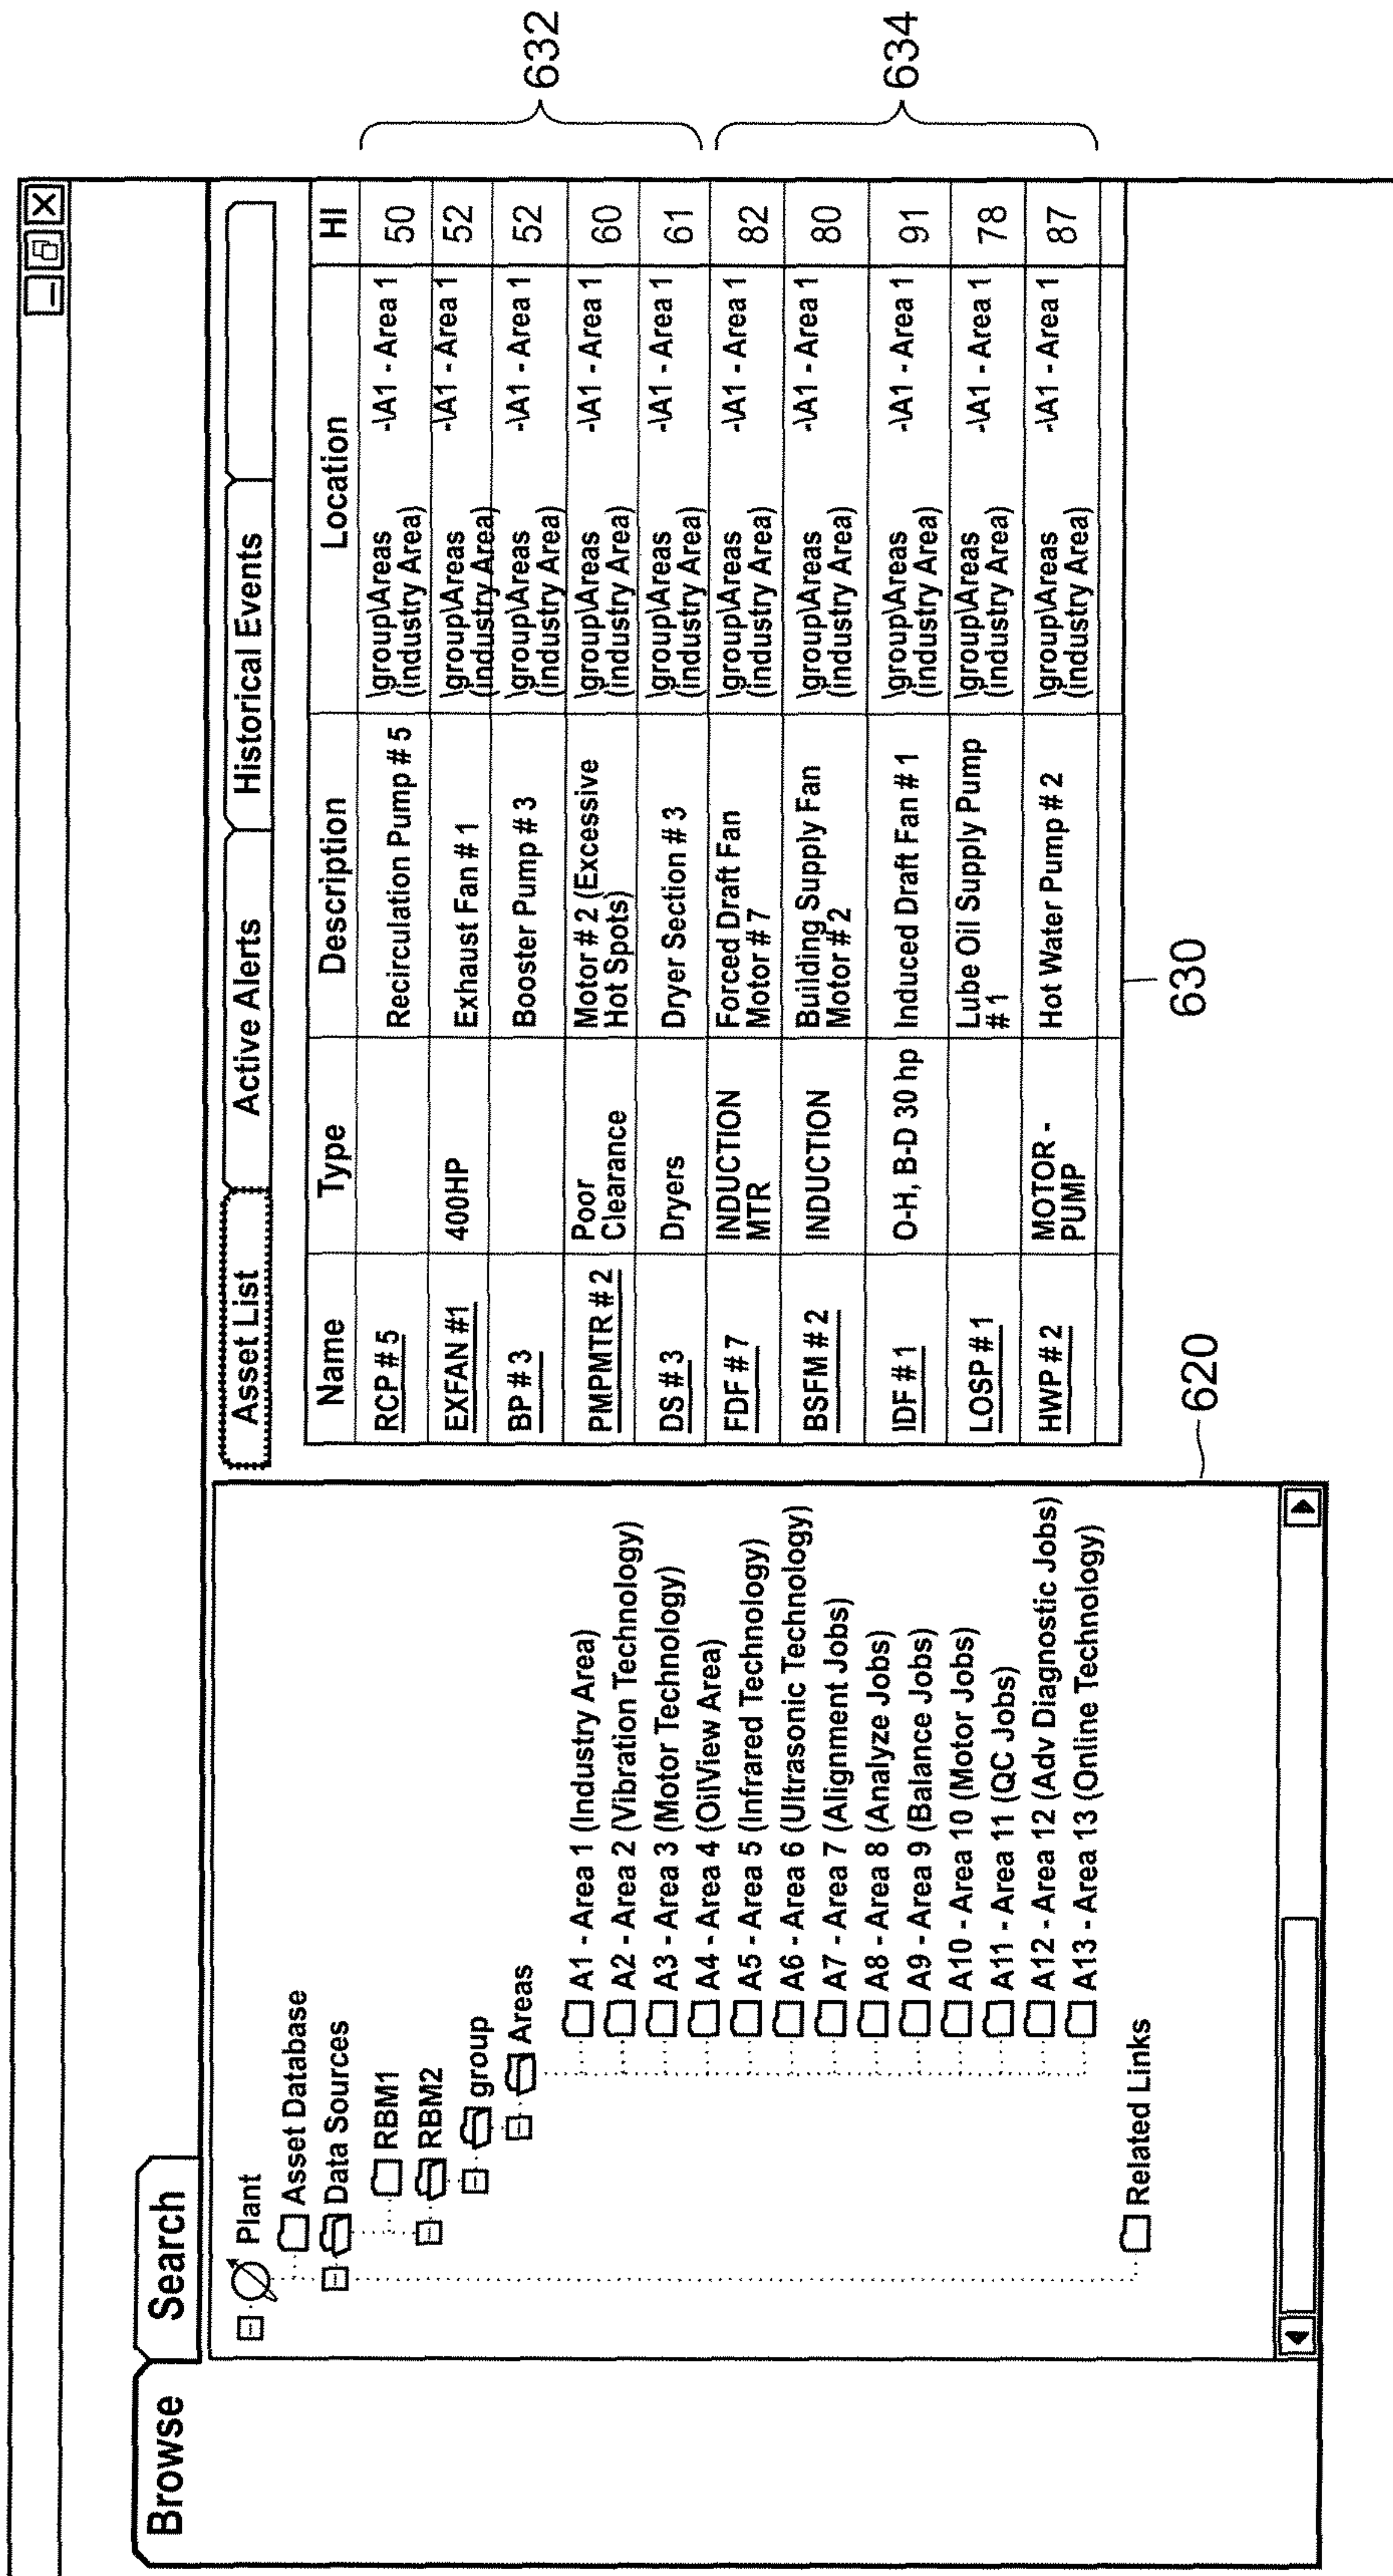 Browse
Search
Plant
Asset Database
Data Sources
RBM1
RBM2
group
Areas
A1 - Area 1 (Industry Area)
A2 - Area 2 (Vibration Technology)
A3 - Area 3 (Motor Technology)
A4 - Area 4 (OilView Area)
A5 - Area 5 (Infrared Technology)
A6 - Area 6 (Ultrasonic Technology)
A7 - Area 7 (Alignment Jobs)
A8 - Area 8 (Analyze Jobs)
A9 - Area 9 (Balance Jobs)
A10 - Area 10 (Motor Jobs)
A11 - Area 11 (QC Jobs)
A12 - Area 12 (Adv Diagnostic Jobs)
A13 - Area 13 (Online Technology)
Related Links
620
Asset List Active Alerts Historical Events
Name Type Description Location HI
RCP # 5 Recirculation Pump # 5 \group\Areas -\A1 - Area 1 50
(industry Area)
EXFAN #1 400HP Exhaust Fan # 1 \group\Areas -\A1 - Area 1 52
(industry Area)
BP # 3 Booster Pump # 3 \group\Areas -\A1 - Area 1 52
(industry Area)
PMPMTR # 2 Poor Motor # 2 (Excessive \group\Areas -\A1 - Area 1 60
Clearance Hot Spots) (industry Area)
DS # 3 Dryers Dryer Section # 3 \group\Areas -\A1 - Area 1 61
(industry Area)
FDF # 7 INDUCTION Forced Draft Fan \group\Areas -\A1 - Area 1 82
MTR Motor # 7 (industry Area)
BSFM # 2 INDUCTION Building Supply Fan \group\Areas -\A1 - Area 1 80
Motor # 2 (industry Area)
IDF # 1 O-H, B-D 30 hp Induced Draft Fan # 1 \group\Areas -\A1 - Area 1 91
(industry Area)
LOSP # 1 Lube Oil Supply Pump \group\Areas -\A1 - Area 1 78
# 1 (industry Area)
HWP # 2 MOTOR - Hot Water Pump # 2 \group\Areas -\A1 - Area 1 87
PUMP (industry Area)
630
632
634